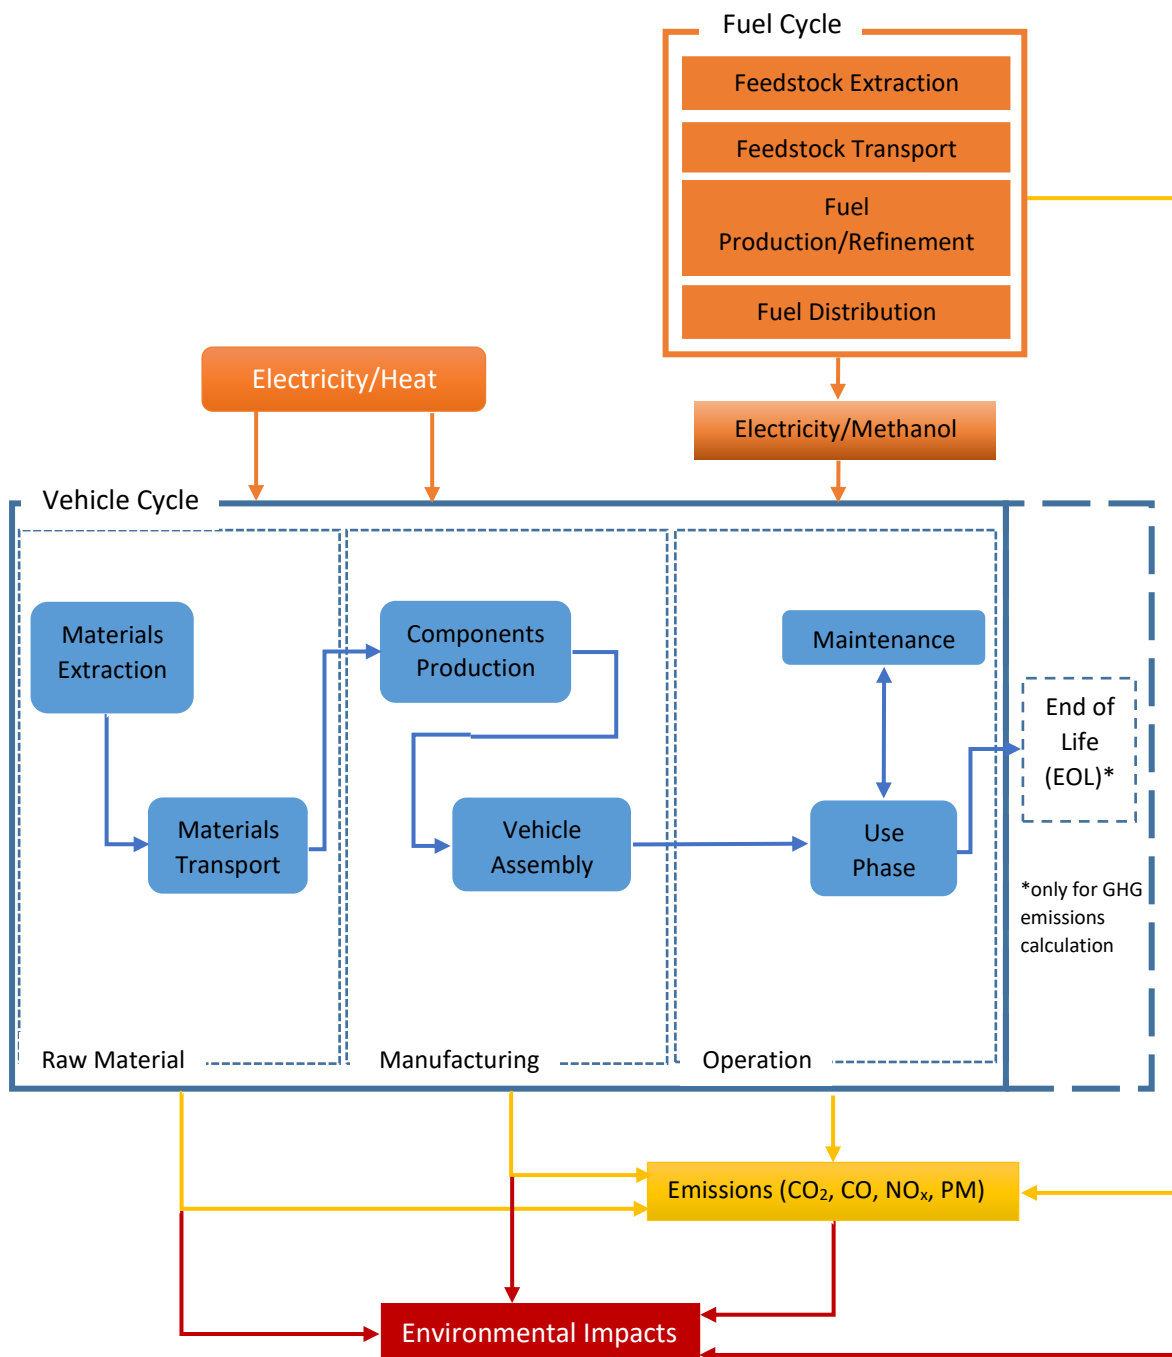 Fuel Cycle
Feedstock Extraction
Feedstock Transport
Fuel
Production/Refinement
Fuel Distribution
Electricity/Heat
Electricity/Methanol
Vehicle Cycle
Materials
Extraction
Materials
Transport
Raw Material
Components
Production
Vehicle
Assembly
Manufacturing
Maintenance
Use
Phase
Operation
End of
Life
(EOL)*
*only for GHG
emissions
calculation
Emissions (CO₂, CO, NOₓ, PM)
Environmental Impacts